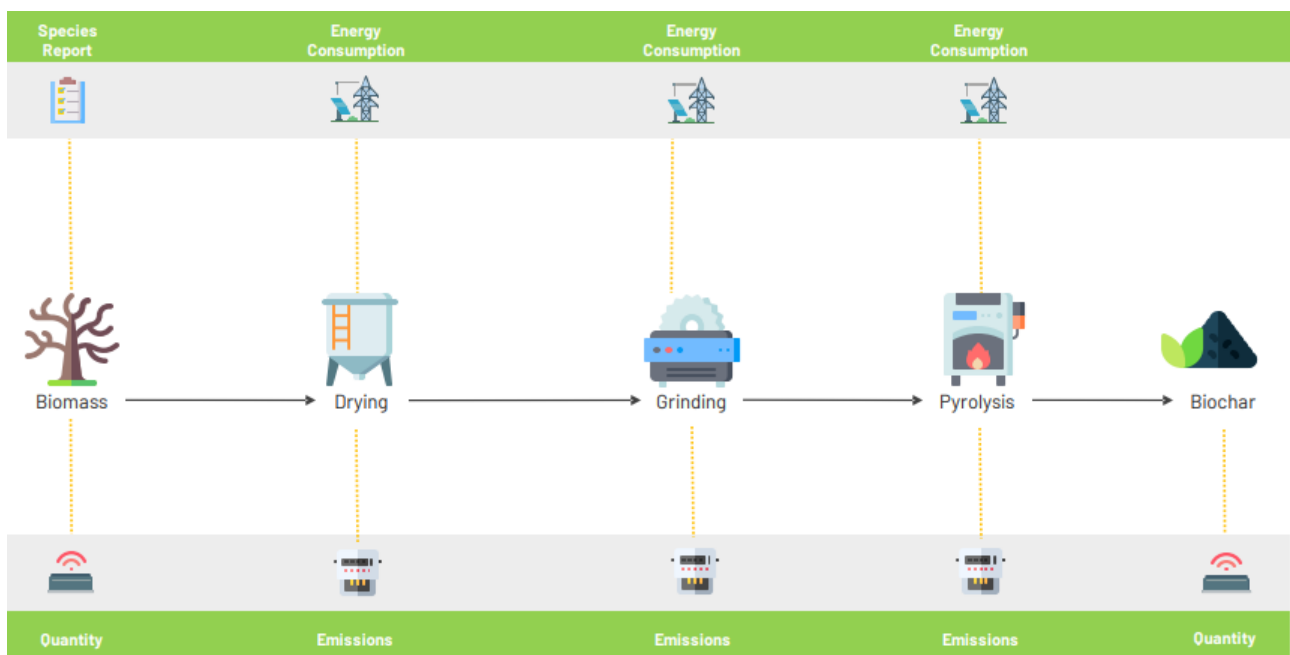 Species
Report
Energy
Consumption
Energy
Consumption
Energy
Consumption
Biomass
Drying
Grinding
Pyrolysis
Biochar
Quantity
Emissions
Emissions
Emissions
Quantity